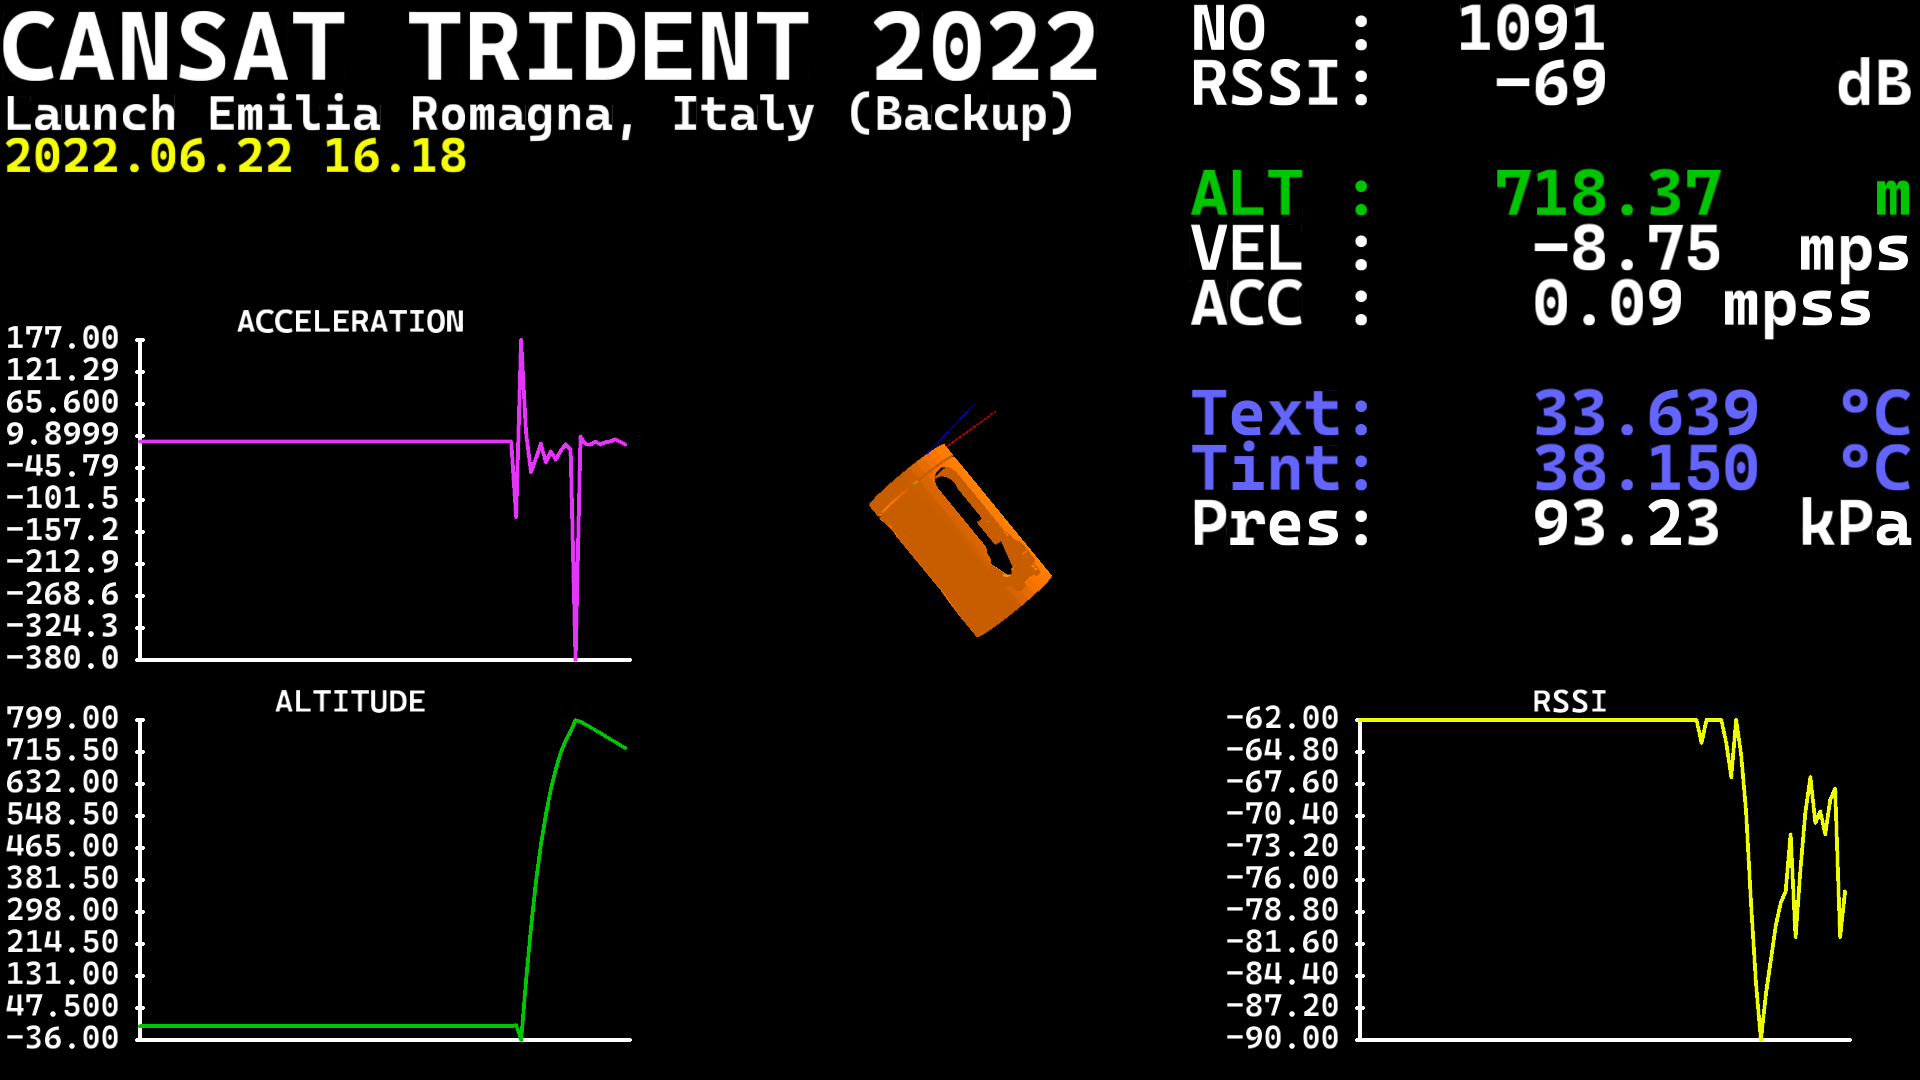 CANSAT TRIDENT 2022
Launch Emilia Romagna, Italy (Backup)
2022.06.22 16.18
NO : 1091
RSSI: −69 dB
ALT : 718.37 m
VEL : −8.75 mps
ACC : 0.09 mpss
Text: 33.639 °C
Tint: 38.150 °C
Pres: 93.23 kPa
ACCELERATION
177.00
121.29
65.600
9.8999
−45.79
−101.5
−157.2
−212.9
−268.6
−324.3
−380.0
ALTITUDE
799.00
715.50
632.00
548.50
465.00
381.50
298.00
214.50
131.00
47.500
−36.00
RSSI
−62.00
−64.80
−67.60
−70.40
−73.20
−76.00
−78.80
−81.60
−84.40
−87.20
−90.00